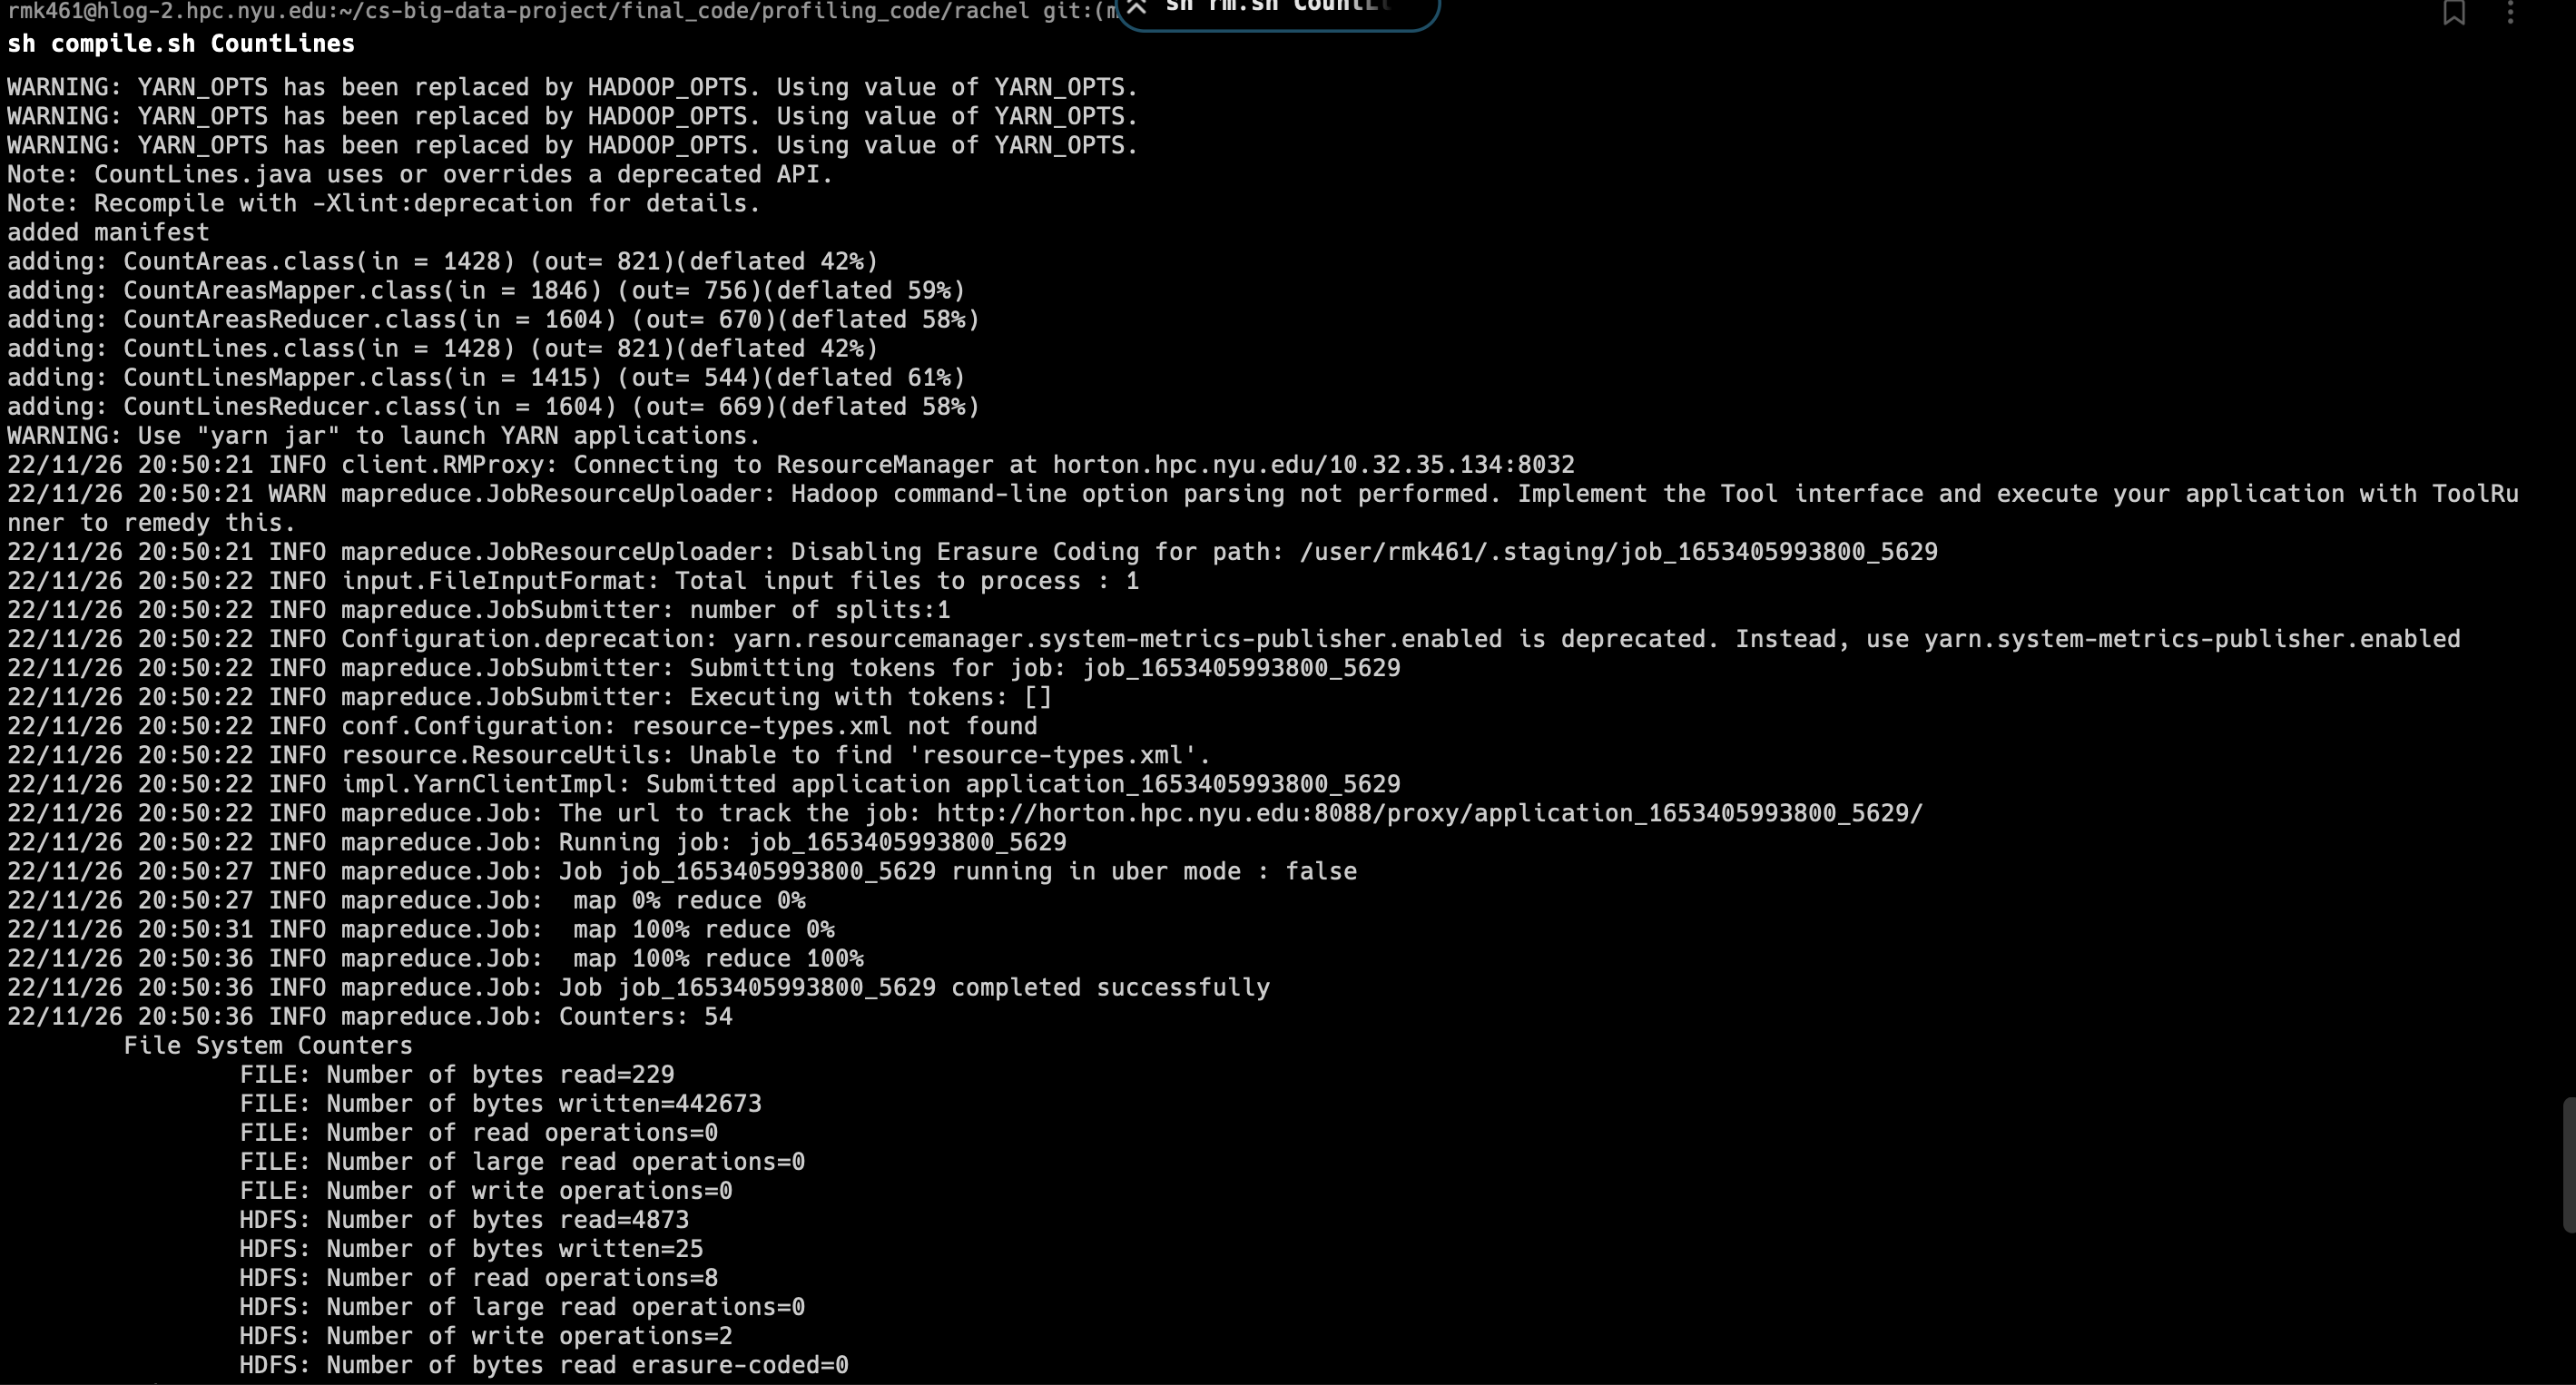 rmk461@hlog-2.hpc.nyu.edu:~/cs-big-data-project/final_code/profiling_code/rachel git:(m
sh rm.sh CountL
sh compile.sh CountLines
WARNING: YARN_OPTS has been replaced by HADOOP_OPTS. Using value of YARN_OPTS.
WARNING: YARN_OPTS has been replaced by HADOOP_OPTS. Using value of YARN_OPTS.
WARNING: YARN_OPTS has been replaced by HADOOP_OPTS. Using value of YARN_OPTS.
Note: CountLines.java uses or overrides a deprecated API.
Note: Recompile with -Xlint:deprecation for details.
added manifest
adding: CountAreas.class(in = 1428) (out= 821)(deflated 42%)
adding: CountAreasMapper.class(in = 1846) (out= 756)(deflated 59%)
adding: CountAreasReducer.class(in = 1604) (out= 670)(deflated 58%)
adding: CountLines.class(in = 1428) (out= 821)(deflated 42%)
adding: CountLinesMapper.class(in = 1415) (out= 544)(deflated 61%)
adding: CountLinesReducer.class(in = 1604) (out= 669)(deflated 58%)
WARNING: Use "yarn jar" to launch YARN applications.
22/11/26 20:50:21 INFO client.RMProxy: Connecting to ResourceManager at horton.hpc.nyu.edu/10.32.35.134:8032
22/11/26 20:50:21 WARN mapreduce.JobResourceUploader: Hadoop command-line option parsing not performed. Implement the Tool interface and execute your application with ToolRu
nner to remedy this.
22/11/26 20:50:21 INFO mapreduce.JobResourceUploader: Disabling Erasure Coding for path: /user/rmk461/.staging/job_1653405993800_5629
22/11/26 20:50:22 INFO input.FileInputFormat: Total input files to process : 1
22/11/26 20:50:22 INFO mapreduce.JobSubmitter: number of splits:1
22/11/26 20:50:22 INFO Configuration.deprecation: yarn.resourcemanager.system-metrics-publisher.enabled is deprecated. Instead, use yarn.system-metrics-publisher.enabled
22/11/26 20:50:22 INFO mapreduce.JobSubmitter: Submitting tokens for job: job_1653405993800_5629
22/11/26 20:50:22 INFO mapreduce.JobSubmitter: Executing with tokens: []
22/11/26 20:50:22 INFO conf.Configuration: resource-types.xml not found
22/11/26 20:50:22 INFO resource.ResourceUtils: Unable to find 'resource-types.xml'.
22/11/26 20:50:22 INFO impl.YarnClientImpl: Submitted application application_1653405993800_5629
22/11/26 20:50:22 INFO mapreduce.Job: The url to track the job: http://horton.hpc.nyu.edu:8088/proxy/application_1653405993800_5629/
22/11/26 20:50:22 INFO mapreduce.Job: Running job: job_1653405993800_5629
22/11/26 20:50:27 INFO mapreduce.Job: Job job_1653405993800_5629 running in uber mode : false
22/11/26 20:50:27 INFO mapreduce.Job:  map 0% reduce 0%
22/11/26 20:50:31 INFO mapreduce.Job:  map 100% reduce 0%
22/11/26 20:50:36 INFO mapreduce.Job:  map 100% reduce 100%
22/11/26 20:50:36 INFO mapreduce.Job: Job job_1653405993800_5629 completed successfully
22/11/26 20:50:36 INFO mapreduce.Job: Counters: 54
File System Counters
FILE: Number of bytes read=229
FILE: Number of bytes written=442673
FILE: Number of read operations=0
FILE: Number of large read operations=0
FILE: Number of write operations=0
HDFS: Number of bytes read=4873
HDFS: Number of bytes written=25
HDFS: Number of read operations=8
HDFS: Number of large read operations=0
HDFS: Number of write operations=2
HDFS: Number of bytes read erasure-coded=0